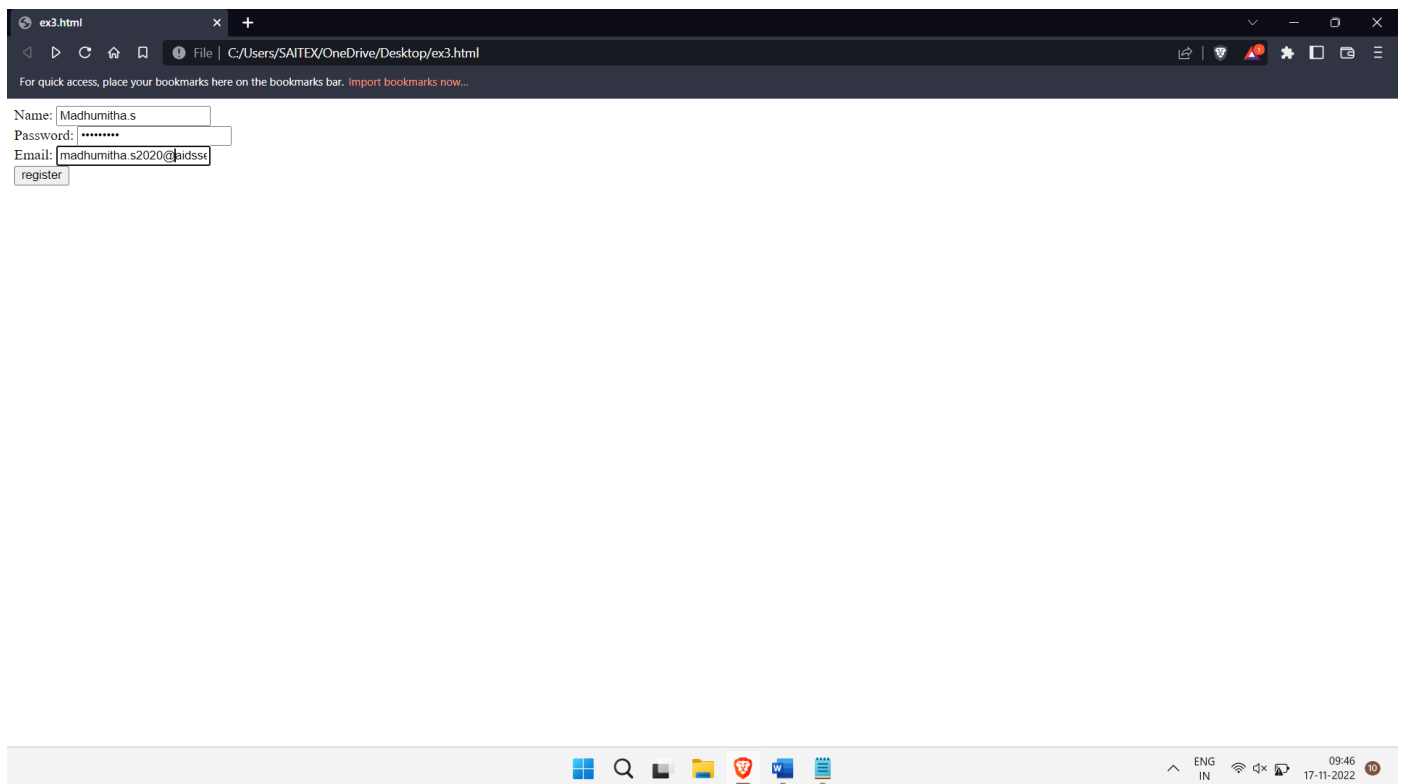 ex3.html
File | C:/Users/SAITEX/OneDrive/Desktop/ex3.html
For quick access, place your bookmarks here on the bookmarks bar. Import bookmarks now...
Name: Madhumitha.s
Password: •••••••••
Email: madhumitha.s2020@aidsse
register
ENG
IN
09:46
17-11-2022
10